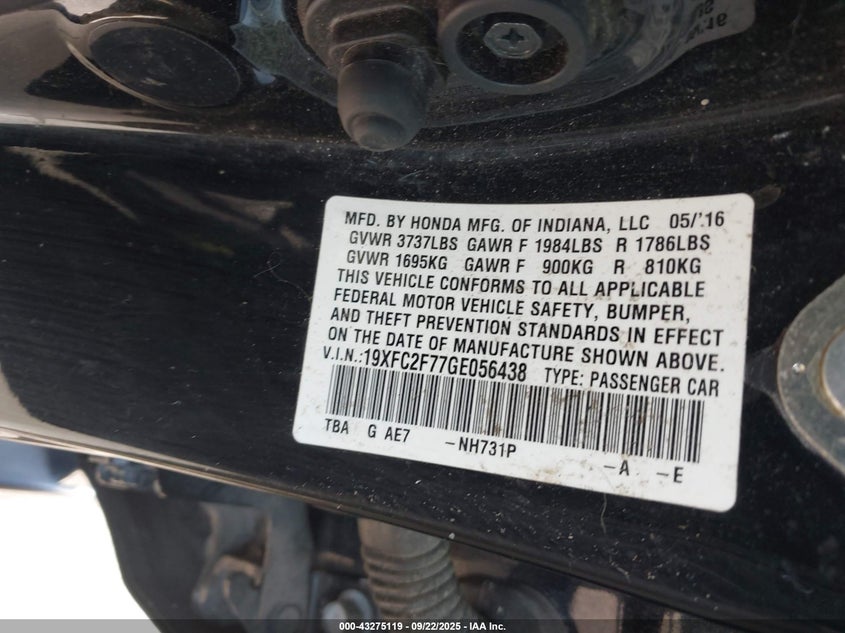 MFD. BY HONDA MFG. OF INDIANA, LLC 05/'16
GVWR 3737LBS GAWR F 1984LBS R 1786LBS
GVWR 1695KG GAWR F 900KG R 810KG
THIS VEHICLE CONFORMS TO ALL APPLICABLE
FEDERAL MOTOR VEHICLE SAFETY, BUMPER,
AND THEFT PREVENTION STANDARDS IN EFFECT
ON THE DATE OF MANUFACTURE SHOWN ABOVE.
V.I.N.:19XFC2F77GE056438 TYPE: PASSENGER CAR
TBA G AE7 -NH731P -A -E
000-43275119 - 09/22/2025 - IAA Inc.